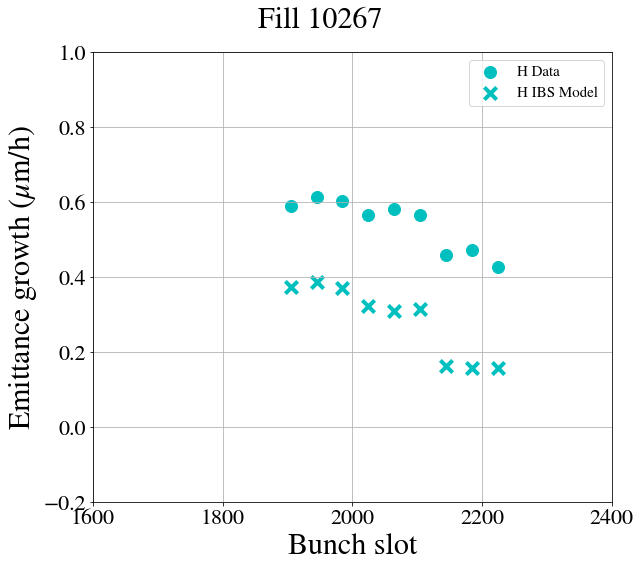 Fill 10267
Emittance growth (μm/h)
1.0
0.8
0.6
0.4
0.2
0.0
−0.2
1600
1800
2000
2200
2400
Bunch slot
H Data
H IBS Model